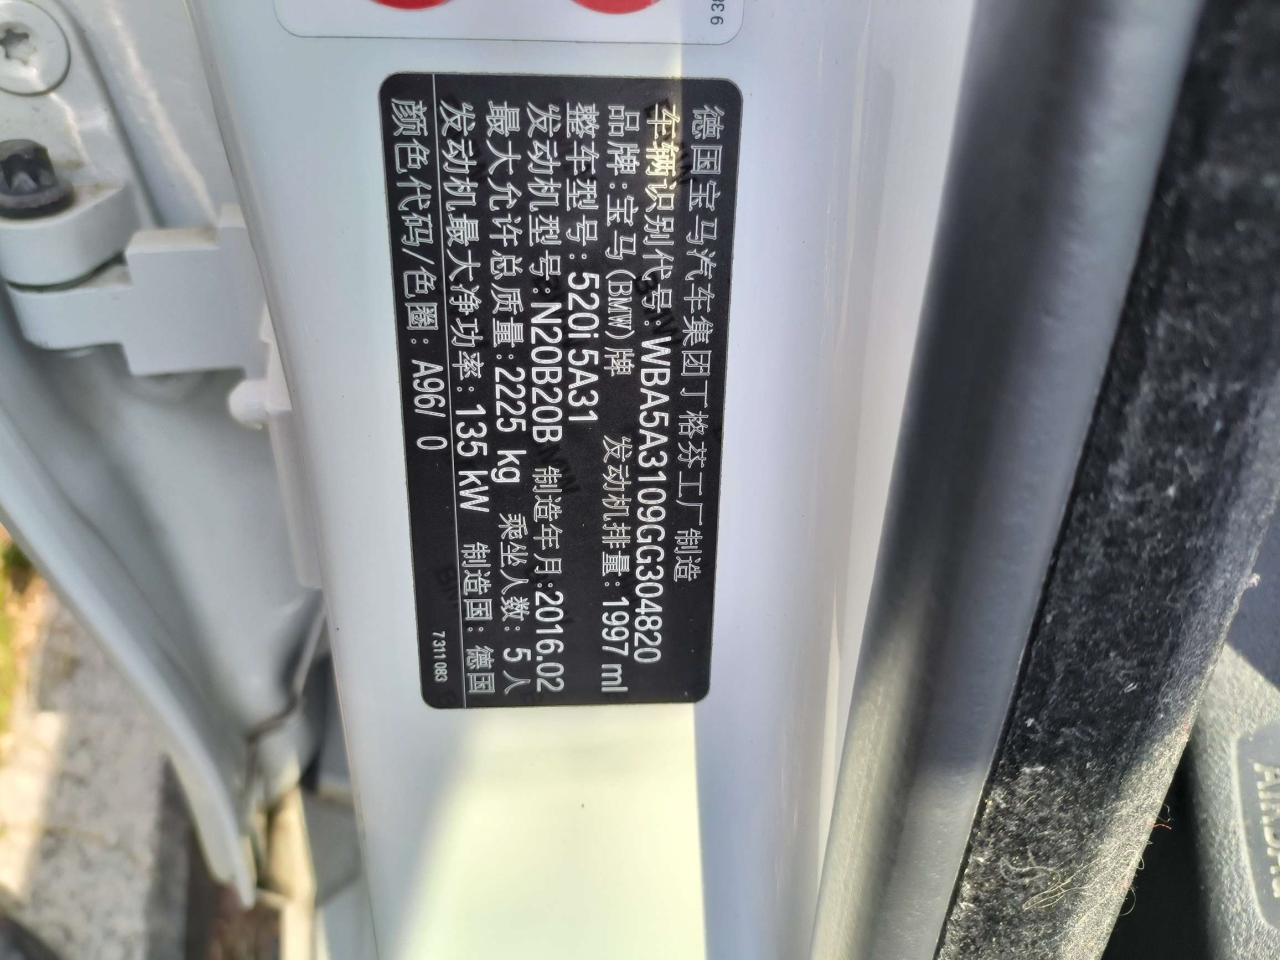 德国宝马汽车集团丁格芬工厂制造
车辆识别代号:WBA5A3109GG304820
品牌:宝马(BMW)牌 发动机排量:1997 ml
整车型号:520i 5A31
发动机型号:N20B20B 制造年月:2016.02
最大允许总质量:2225 kg 乘坐人数:5人
发动机最大净功率:135 kW 制造国:德国
颜色代码/色圈:A96/ 0
7 311 083
AIRBAG